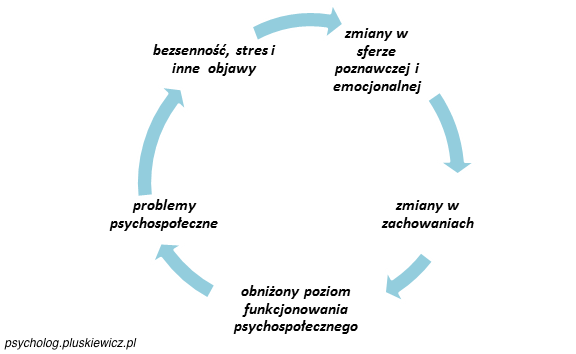 bezsenność, stres i
inne objawy
zmiany w
sferze
poznawczej i
emocjonalnej
zmiany w
zachowaniach
obniżony poziom
funkcjonowania
psychospołecznego
problemy
psychospołeczne
psycholog.pluskiewicz.pl